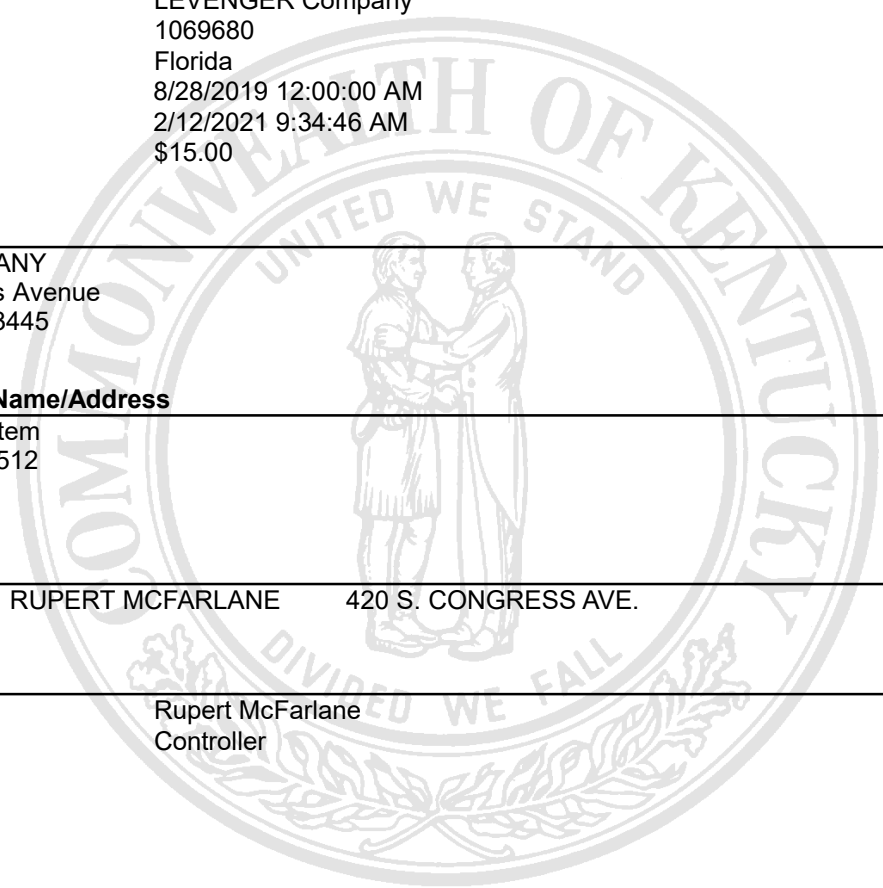 LEVENGER Company
1069680
Florida
8/28/2019 12:00:00 AM
2/12/2021 9:34:46 AM
$15.00
COMMONWEALTH OF KENTUCKY
UNITED WE STAND
ANY
s Avenue
3445
Name/Address
tem
512
RUPERT MCFARLANE 420 S. CONGRESS AVE.
DIVIDED WE FALL
Rupert McFarlane
Controller